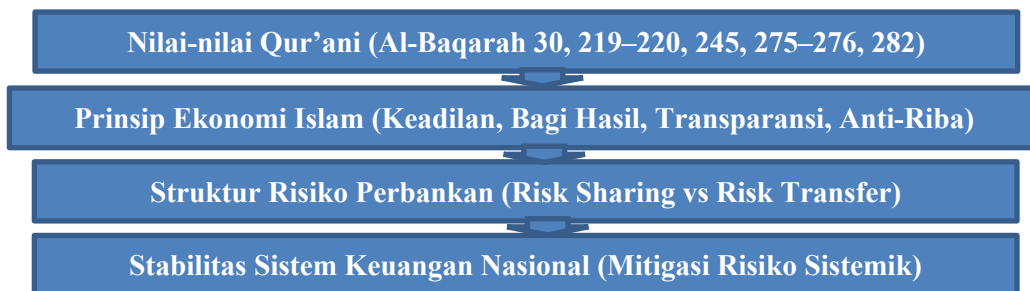 Nilai-nilai Qur’ani (Al-Baqarah 30, 219–220, 245, 275–276, 282)
Prinsip Ekonomi Islam (Keadilan, Bagi Hasil, Transparansi, Anti-Riba)
Struktur Risiko Perbankan (Risk Sharing vs Risk Transfer)
Stabilitas Sistem Keuangan Nasional (Mitigasi Risiko Sistemik)